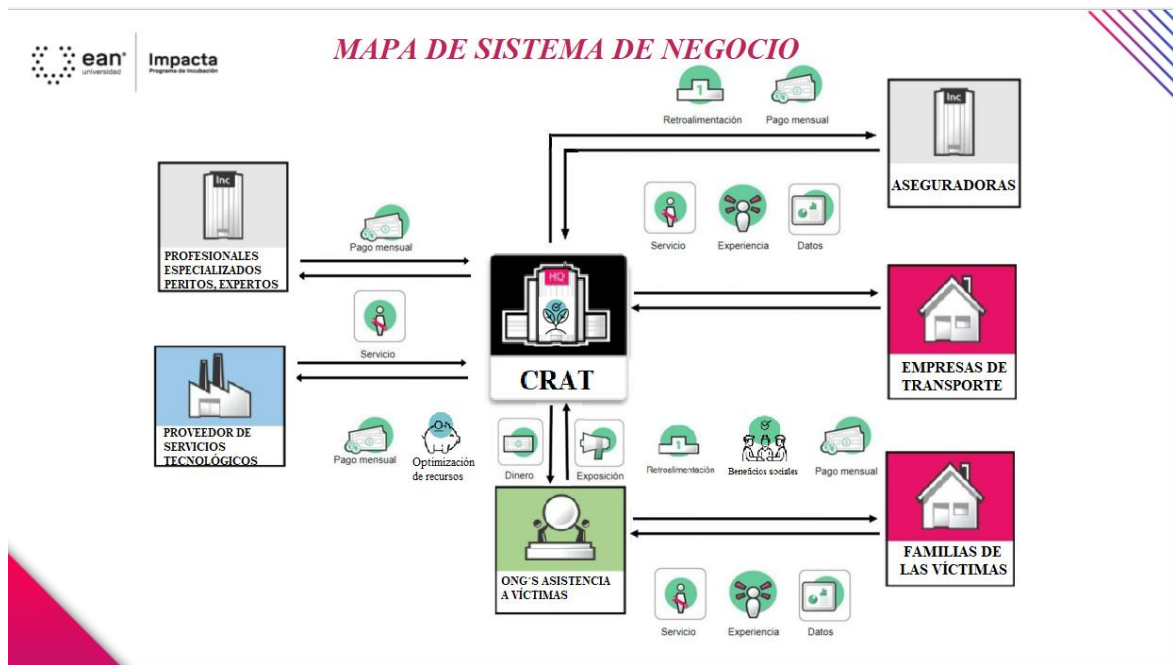 MAPA DE SISTEMA DE NEGOCIO
ean®
universidad
Impacta
Programa de Incubación
Retroalimentación
Pago mensual
Inc
ASEGURADORAS
Servicio
Experiencia
Datos
Inc
PROFESIONALES
ESPECIALIZADOS
PERITOS, EXPERTOS
Pago mensual
Servicio
HQ
CRAT
EMPRESAS DE
TRANSPORTE
PROVEEDOR DE
SERVICIOS
TECNOLÓGICOS
Pago mensual
Optimización
de recursos
Dinero
Exposición
Retroalimentación
Beneficios sociales
Pago mensual
ONG´S ASISTENCIA
A VÍCTIMAS
FAMILIAS DE
LAS VÍCTIMAS
Servicio
Experiencia
Datos